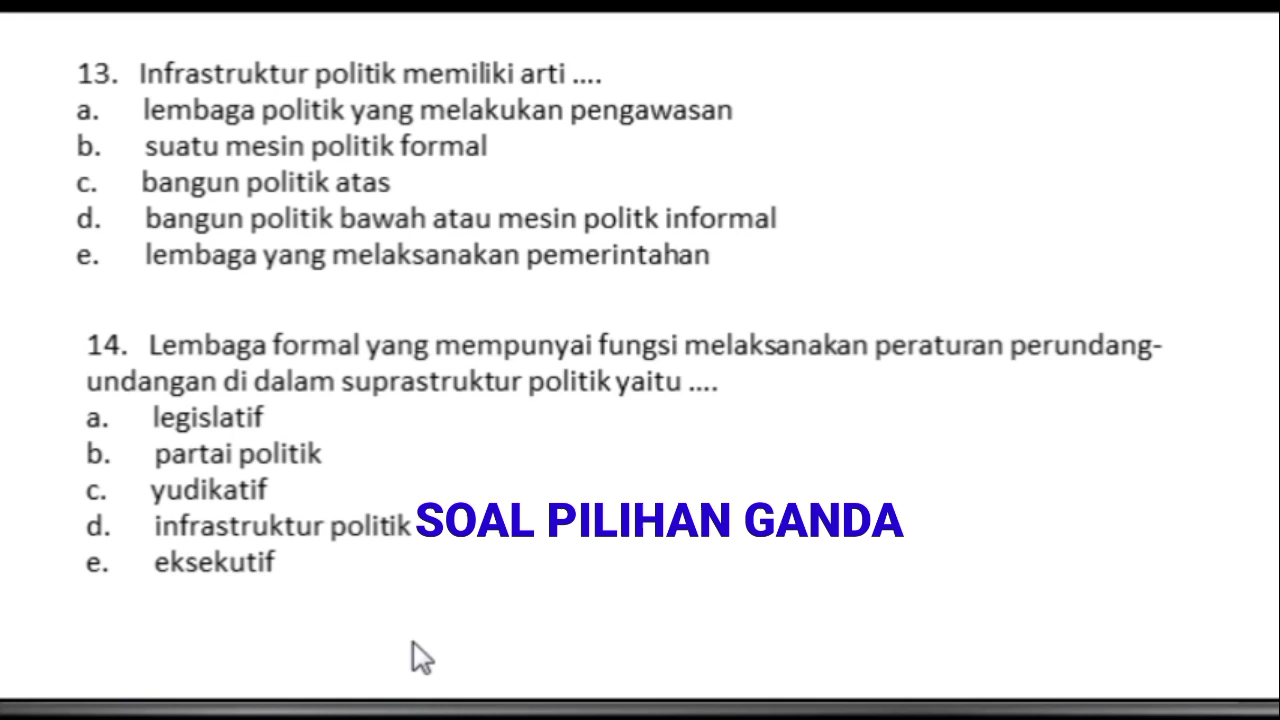 13. Infrastruktur politik memiliki arti ....
a. lembaga politik yang melakukan pengawasan
b. suatu mesin politik formal
c. bangun politik atas
d. bangun politik bawah atau mesin politk informal
e. lembaga yang melaksanakan pemerintahan
14. Lembaga formal yang mempunyai fungsi melaksanakan peraturan perundang-
undangan di dalam suprastruktur politik yaitu ....
a. legislatif
b. partai politik
c. yudikatif
d. infrastruktur politik
SOAL PILIHAN GANDA
e. eksekutif